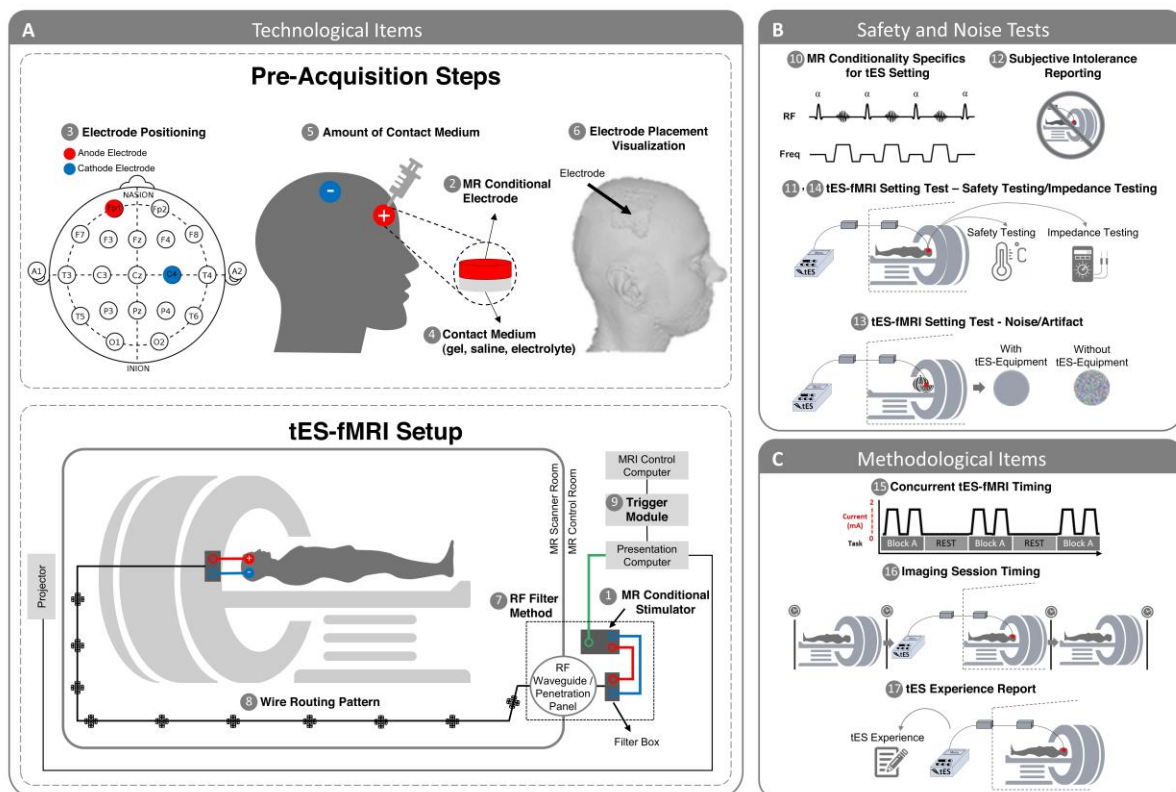 A Technological Items
Pre-Acquisition Steps
3 Electrode Positioning
Anode Electrode
Cathode Electrode
NASION
Fp1 Fp2
F7 F3 Fz F4 F8
A1 T3 C3 Cz C4 T4 A2
T5 P3 Pz P4 T6
O1 O2
INION
5 Amount of Contact Medium
-
+
2 MR Conditional
Electrode
4 Contact Medium
(gel, saline, electrolyte)
6 Electrode Placement
Visualization
Electrode
tES-fMRI Setup
Projector
MR Scanner Room
MR Control Room
MRI Control
Computer
9 Trigger
Module
Presentation
Computer
+
-
7 RF Filter
Method
1 MR Conditional
Stimulator
RF
Waveguide /
Penetration
Panel
8 Wire Routing Pattern
Filter Box
B Safety and Noise Tests
10 MR Conditionality Specifics
for tES Setting
α α α α
RF
Freq
12 Subjective Intolerance
Reporting
11 - 14 tES-fMRI Setting Test – Safety Testing/Impedance Testing
tES
Safety Testing
°C
Impedance Testing
13 tES-fMRI Setting Test - Noise/Artifact
tES
With
tES-Equipment
Without
tES-Equipment
C Methodological Items
15 Concurrent tES-fMRI Timing
2
Current
(mA)
0
Task Block A REST Block A REST Block A
16 Imaging Session Timing
tES
17 tES Experience Report
tES Experience
tES